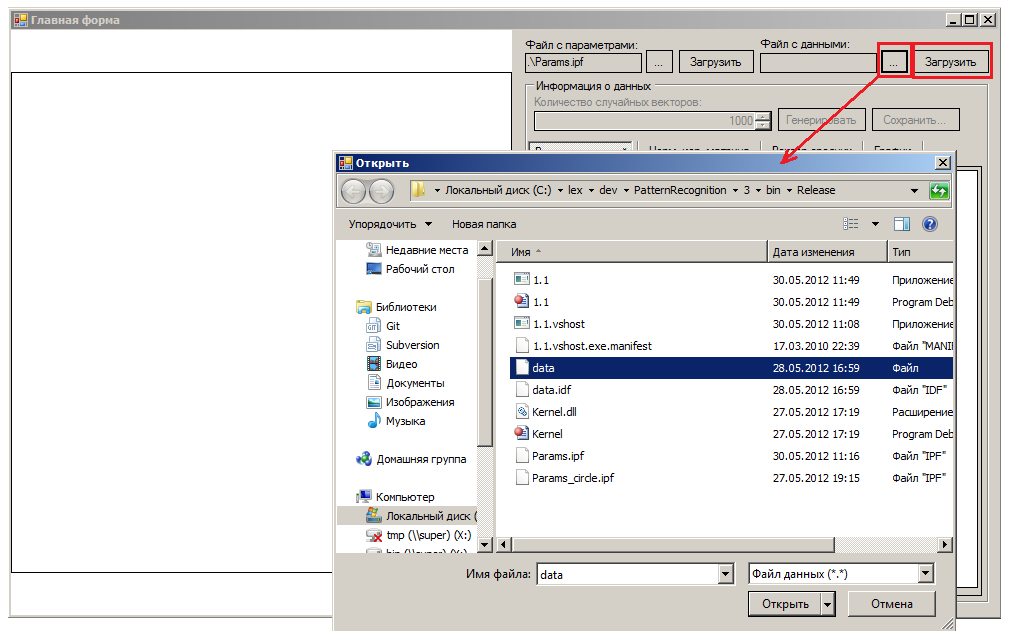 Главная форма
Файл с параметрами:
Файл с данными:
.\Params.ipf
...
Загрузить
...
Загрузить
Информация о данных
Количество случайных векторов:
1000
Генерировать
Сохранить...
Открыть
Локальный диск (C:) lex dev PatternRecognition 3 bin Release
Упорядочить
Новая папка
Недавние места
Рабочий стол
Библиотеки
Git
Subversion
Видео
Документы
Изображения
Музыка
Домашняя группа
Компьютер
Локальный диск (
tmp (\\super) (X:)
Имя Дата изменения Тип
1.1 30.05.2012 11:49 Приложение
1.1 30.05.2012 11:49 Program Deb
1.1.vshost 30.05.2012 11:08 Приложение
1.1.vshost.exe.manifest 17.03.2010 22:39 Файл "MANI
data 28.05.2012 16:59 Файл
data.idf 28.05.2012 16:59 Файл "IDF"
Kernel.dll 27.05.2012 17:19 Расширение
Kernel 27.05.2012 17:19 Program Deb
Params.ipf 30.05.2012 11:16 Файл "IPF"
Params_circle.ipf 27.05.2012 19:15 Файл "IPF"
Имя файла: data
Файл данных (*.*)
Открыть
Отмена